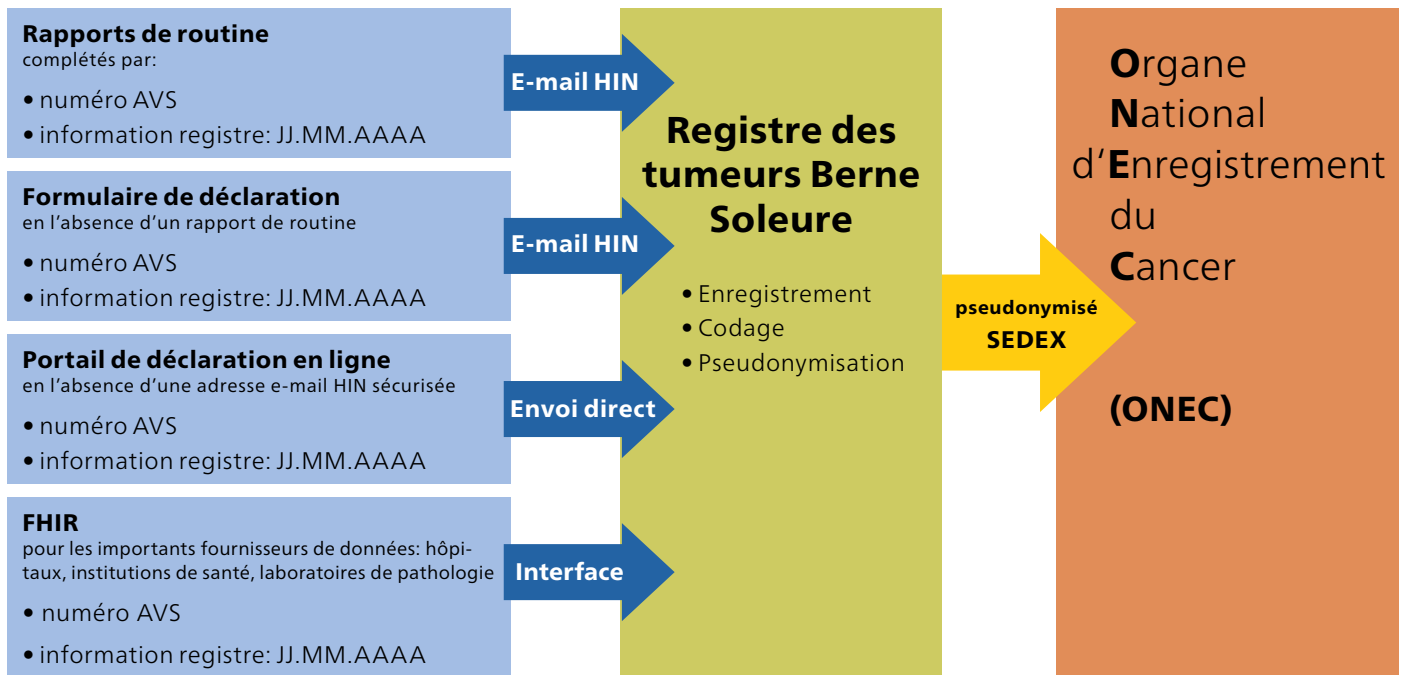 Rapports de routine
complétés par:
• numéro AVS
• information registre: JJ.MM.AAAA
E-mail HIN
Formulaire de déclaration
en l'absence d'un rapport de routine
• numéro AVS
• information registre: JJ.MM.AAAA
E-mail HIN
Portail de déclaration en ligne
en l'absence d'une adresse e-mail HIN sécurisée
• numéro AVS
• information registre: JJ.MM.AAAA
Envoi direct
FHIR
pour les importants fournisseurs de données: hôpi-
taux, institutions de santé, laboratoires de pathologie
• numéro AVS
• information registre: JJ.MM.AAAA
Interface
Registre des
tumeurs Berne
Soleure
• Enregistrement
• Codage
• Pseudonymisation
pseudonymisé
SEDEX
Organe
National
d'Enregistrement
du
Cancer
(ONEC)